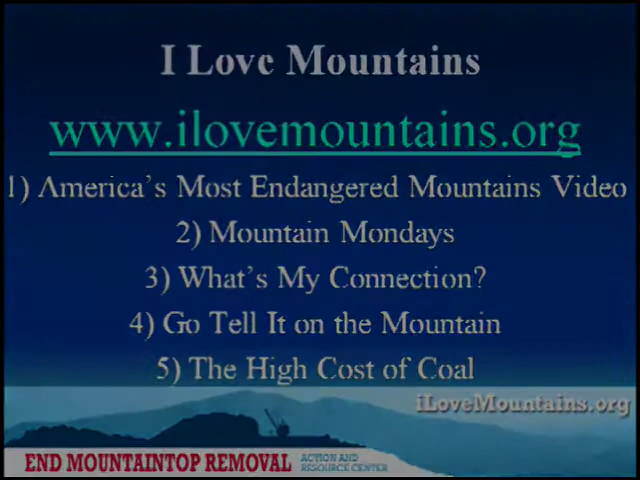 I Love Mountains
www.ilovemountains.org
1) America's Most Endangered Mountains Video
2) Mountain Mondays
3) What's My Connection?
4) Go Tell It on the Mountain
5) The High Cost of Coal
iLoveMountains.org
END MOUNTAINTOP REMOVAL
ACTION AND
RESOURCE CENTER